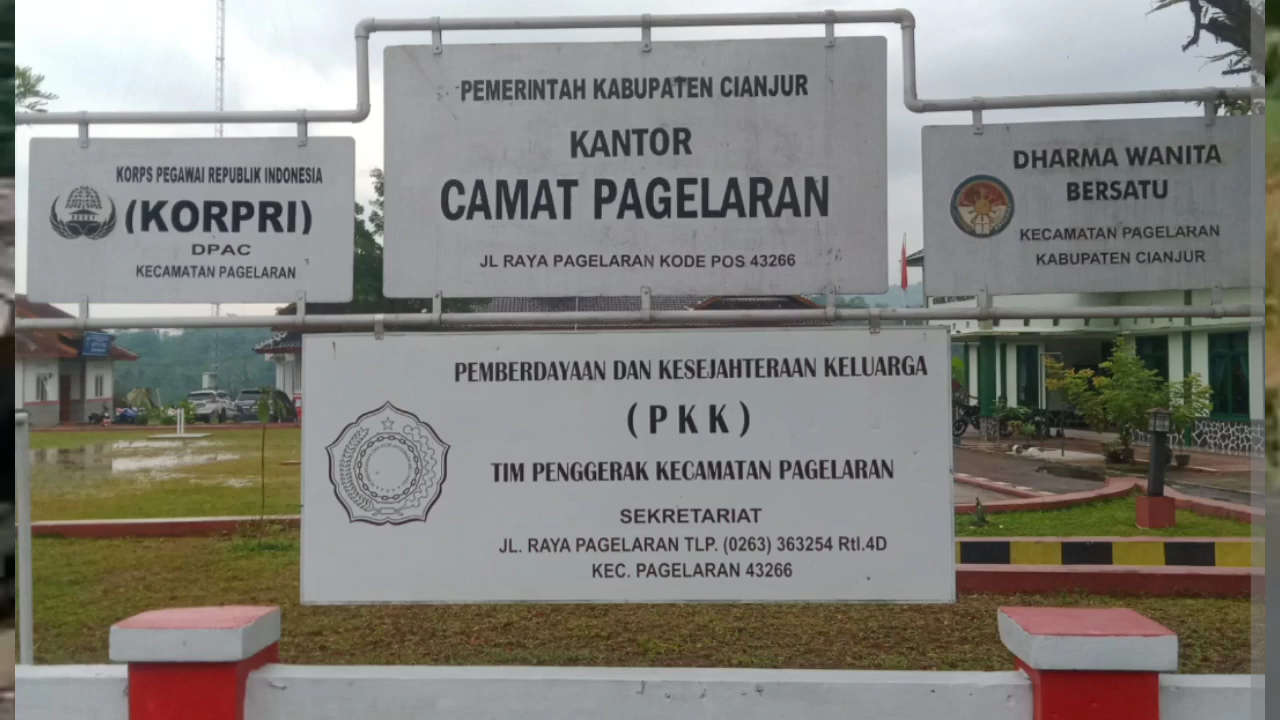 PEMERINTAH KABUPATEN CIANJUR
KANTOR
CAMAT PAGELARAN
JL RAYA PAGELARAN KODE POS 43266
KORPS PEGAWAI REPUBLIK INDONESIA
(KORPRI)
DPAC
KECAMATAN PAGELARAN
DHARMA WANITA
BERSATU
KECAMATAN PAGELARAN
KABUPATEN CIANJUR
PEMBERDAYAAN DAN KESEJAHTERAAN KELUARGA
(PKK)
TIM PENGGERAK KECAMATAN PAGELARAN
SEKRETARIAT
JL. RAYA PAGELARAN TLP. (0263) 363254 Rtl.4D
KEC. PAGELARAN 43266